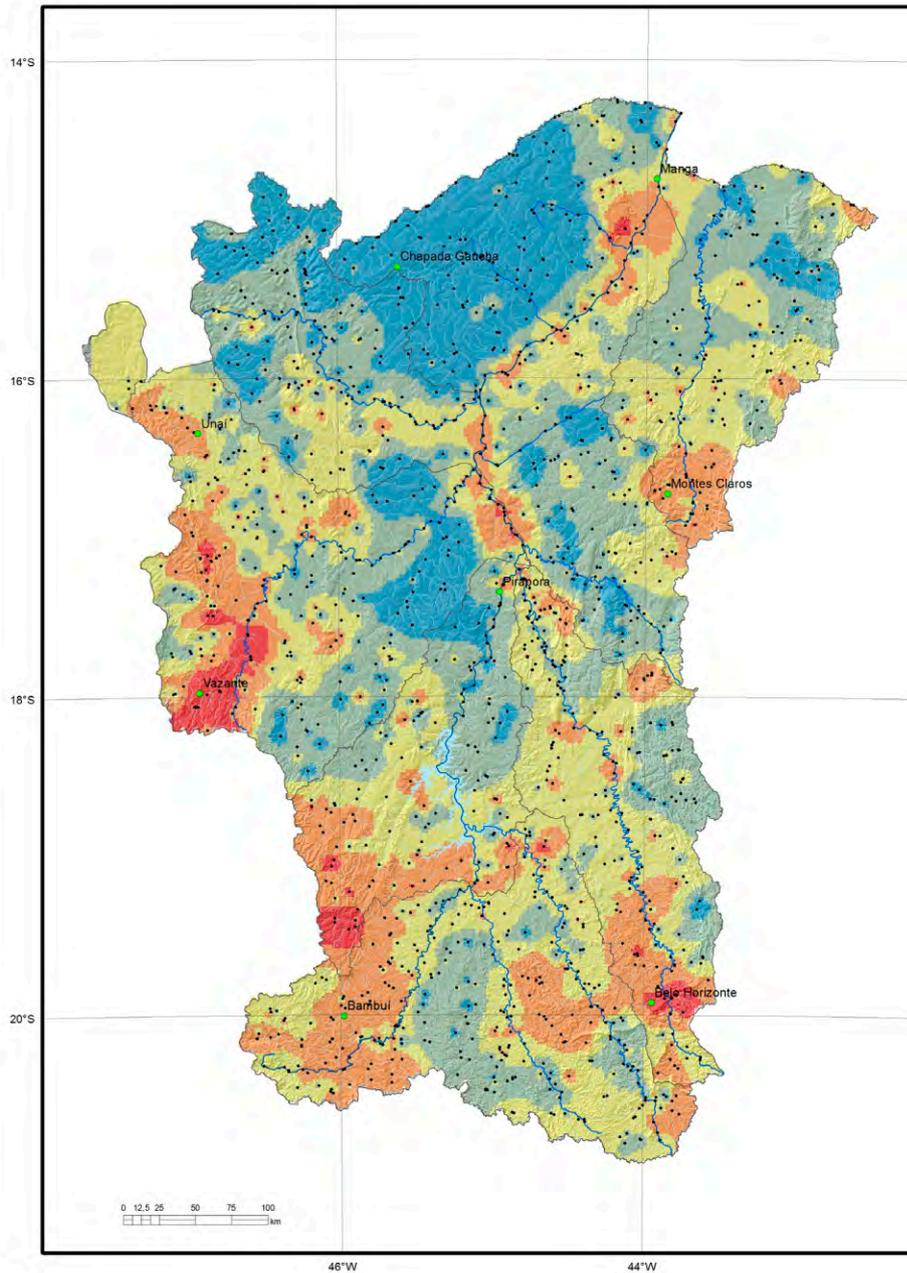 14°S
Manga
Chapada Gaúcha
16°S
Unaí
Montes Claros
Pirapora
Vazante
18°S
Belo Horizonte
Bambuí
20°S
0 12,5 25 50 75 100
km
46°W 44°W